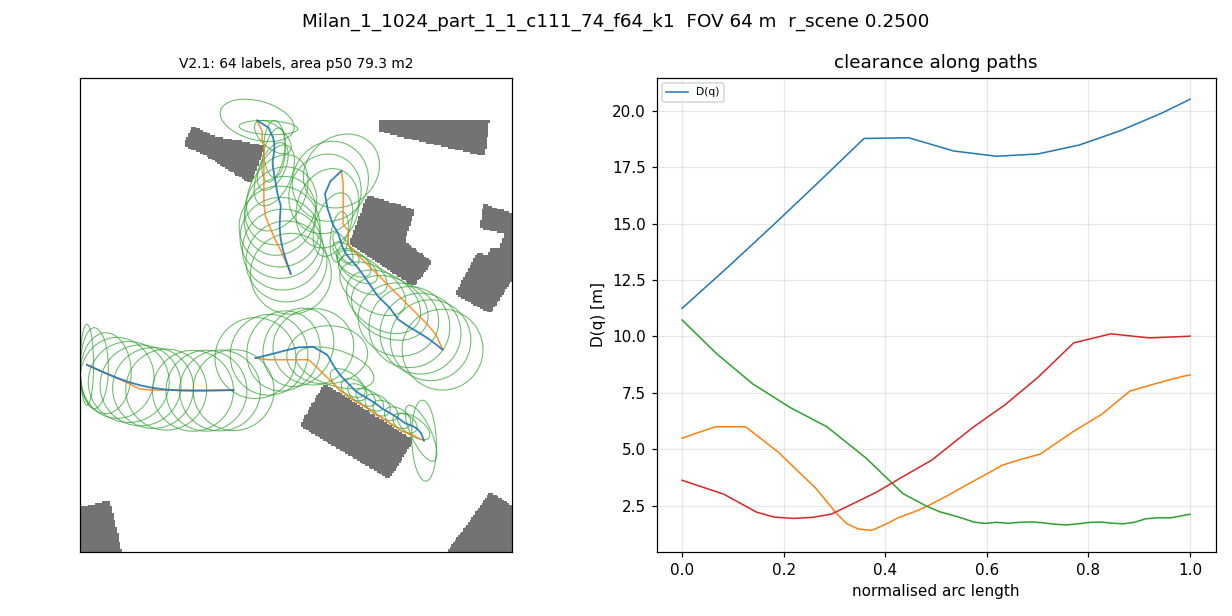 Milan_1_1024_part_1_1_c111_74_f64_k1  FOV 64 m  r_scene 0.2500
V2.1: 64 labels, area p50 79.3 m2
clearance along paths
D(q)
20.0
17.5
15.0
12.5
10.0
7.5
5.0
2.5
D(q) [m]
0.0
0.2
0.4
0.6
0.8
1.0
normalised arc length